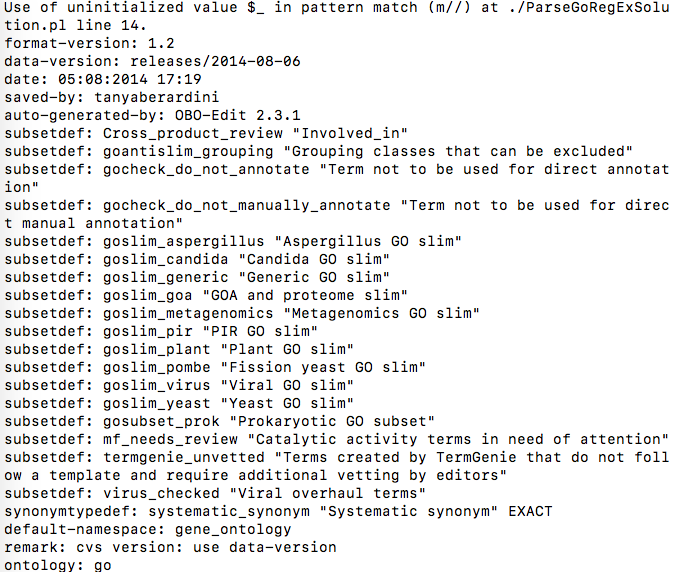 Use of uninitialized value $_ in pattern match (m//) at ./ParseGoRegExSolu
tion.pl line 14.
format-version: 1.2
data-version: releases/2014-08-06
date: 05:08:2014 17:19
saved-by: tanyaberardini
auto-generated-by: OBO-Edit 2.3.1
subsetdef: Cross_product_review "Involved_in"
subsetdef: goantislim_grouping "Grouping classes that can be excluded"
subsetdef: gocheck_do_not_annotate "Term not to be used for direct annotat
ion"
subsetdef: gocheck_do_not_manually_annotate "Term not to be used for direc
t manual annotation"
subsetdef: goslim_aspergillus "Aspergillus GO slim"
subsetdef: goslim_candida "Candida GO slim"
subsetdef: goslim_generic "Generic GO slim"
subsetdef: goslim_goa "GOA and proteome slim"
subsetdef: goslim_metagenomics "Metagenomics GO slim"
subsetdef: goslim_pir "PIR GO slim"
subsetdef: goslim_plant "Plant GO slim"
subsetdef: goslim_pombe "Fission yeast GO slim"
subsetdef: goslim_virus "Viral GO slim"
subsetdef: goslim_yeast "Yeast GO slim"
subsetdef: gosubset_prok "Prokaryotic GO subset"
subsetdef: mf_needs_review "Catalytic activity terms in need of attention"
subsetdef: termgenie_unvetted "Terms created by TermGenie that do not foll
ow a template and require additional vetting by editors"
subsetdef: virus_checked "Viral overhaul terms"
synonymtypedef: systematic_synonym "Systematic synonym" EXACT
default-namespace: gene_ontology
remark: cvs version: use data-version
ontology: go